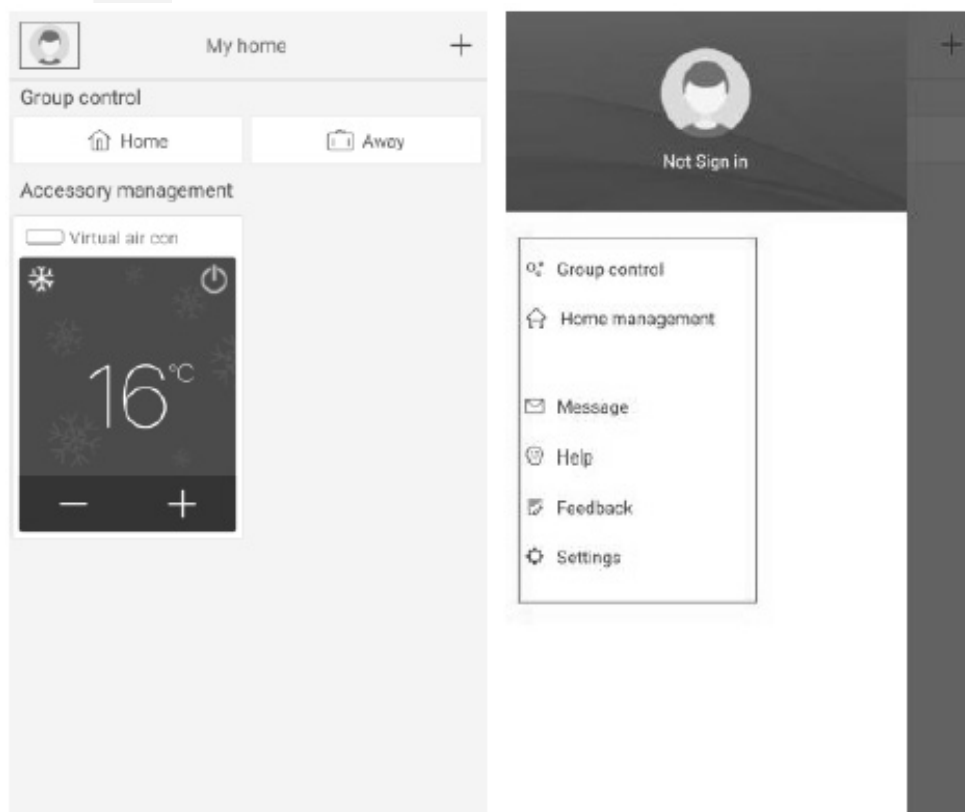 My home
+
Group control
Home
Away
Accessory management
Virtual air con
16°C
− +
Not Sign in
+
Group control
Home management
Message
Help
Feedback
Settings